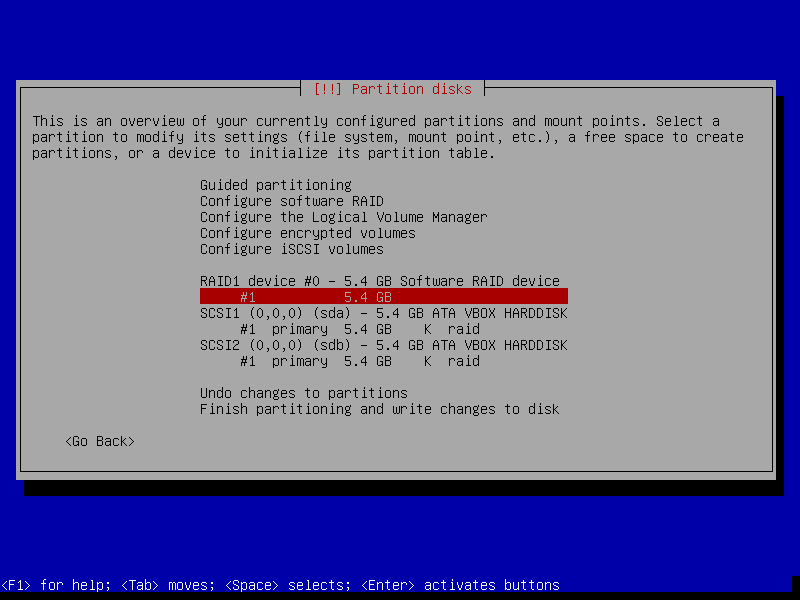 [!!] Partition disks
This is an overview of your currently configured partitions and mount points. Select a
partition to modify its settings (file system, mount point, etc.), a free space to create
partitions, or a device to initialize its partition table.
Guided partitioning
Configure software RAID
Configure the Logical Volume Manager
Configure encrypted volumes
Configure iSCSI volumes
RAID1 device #0 - 5.4 GB Software RAID device
#1 5.4 GB
SCSI1 (0,0,0) (sda) - 5.4 GB ATA VBOX HARDDISK
#1 primary 5.4 GB K raid
SCSI2 (0,0,0) (sdb) - 5.4 GB ATA VBOX HARDDISK
#1 primary 5.4 GB K raid
Undo changes to partitions
Finish partitioning and write changes to disk
<Go Back>
<F1> for help; <Tab> moves; <Space> selects; <Enter> activates buttons